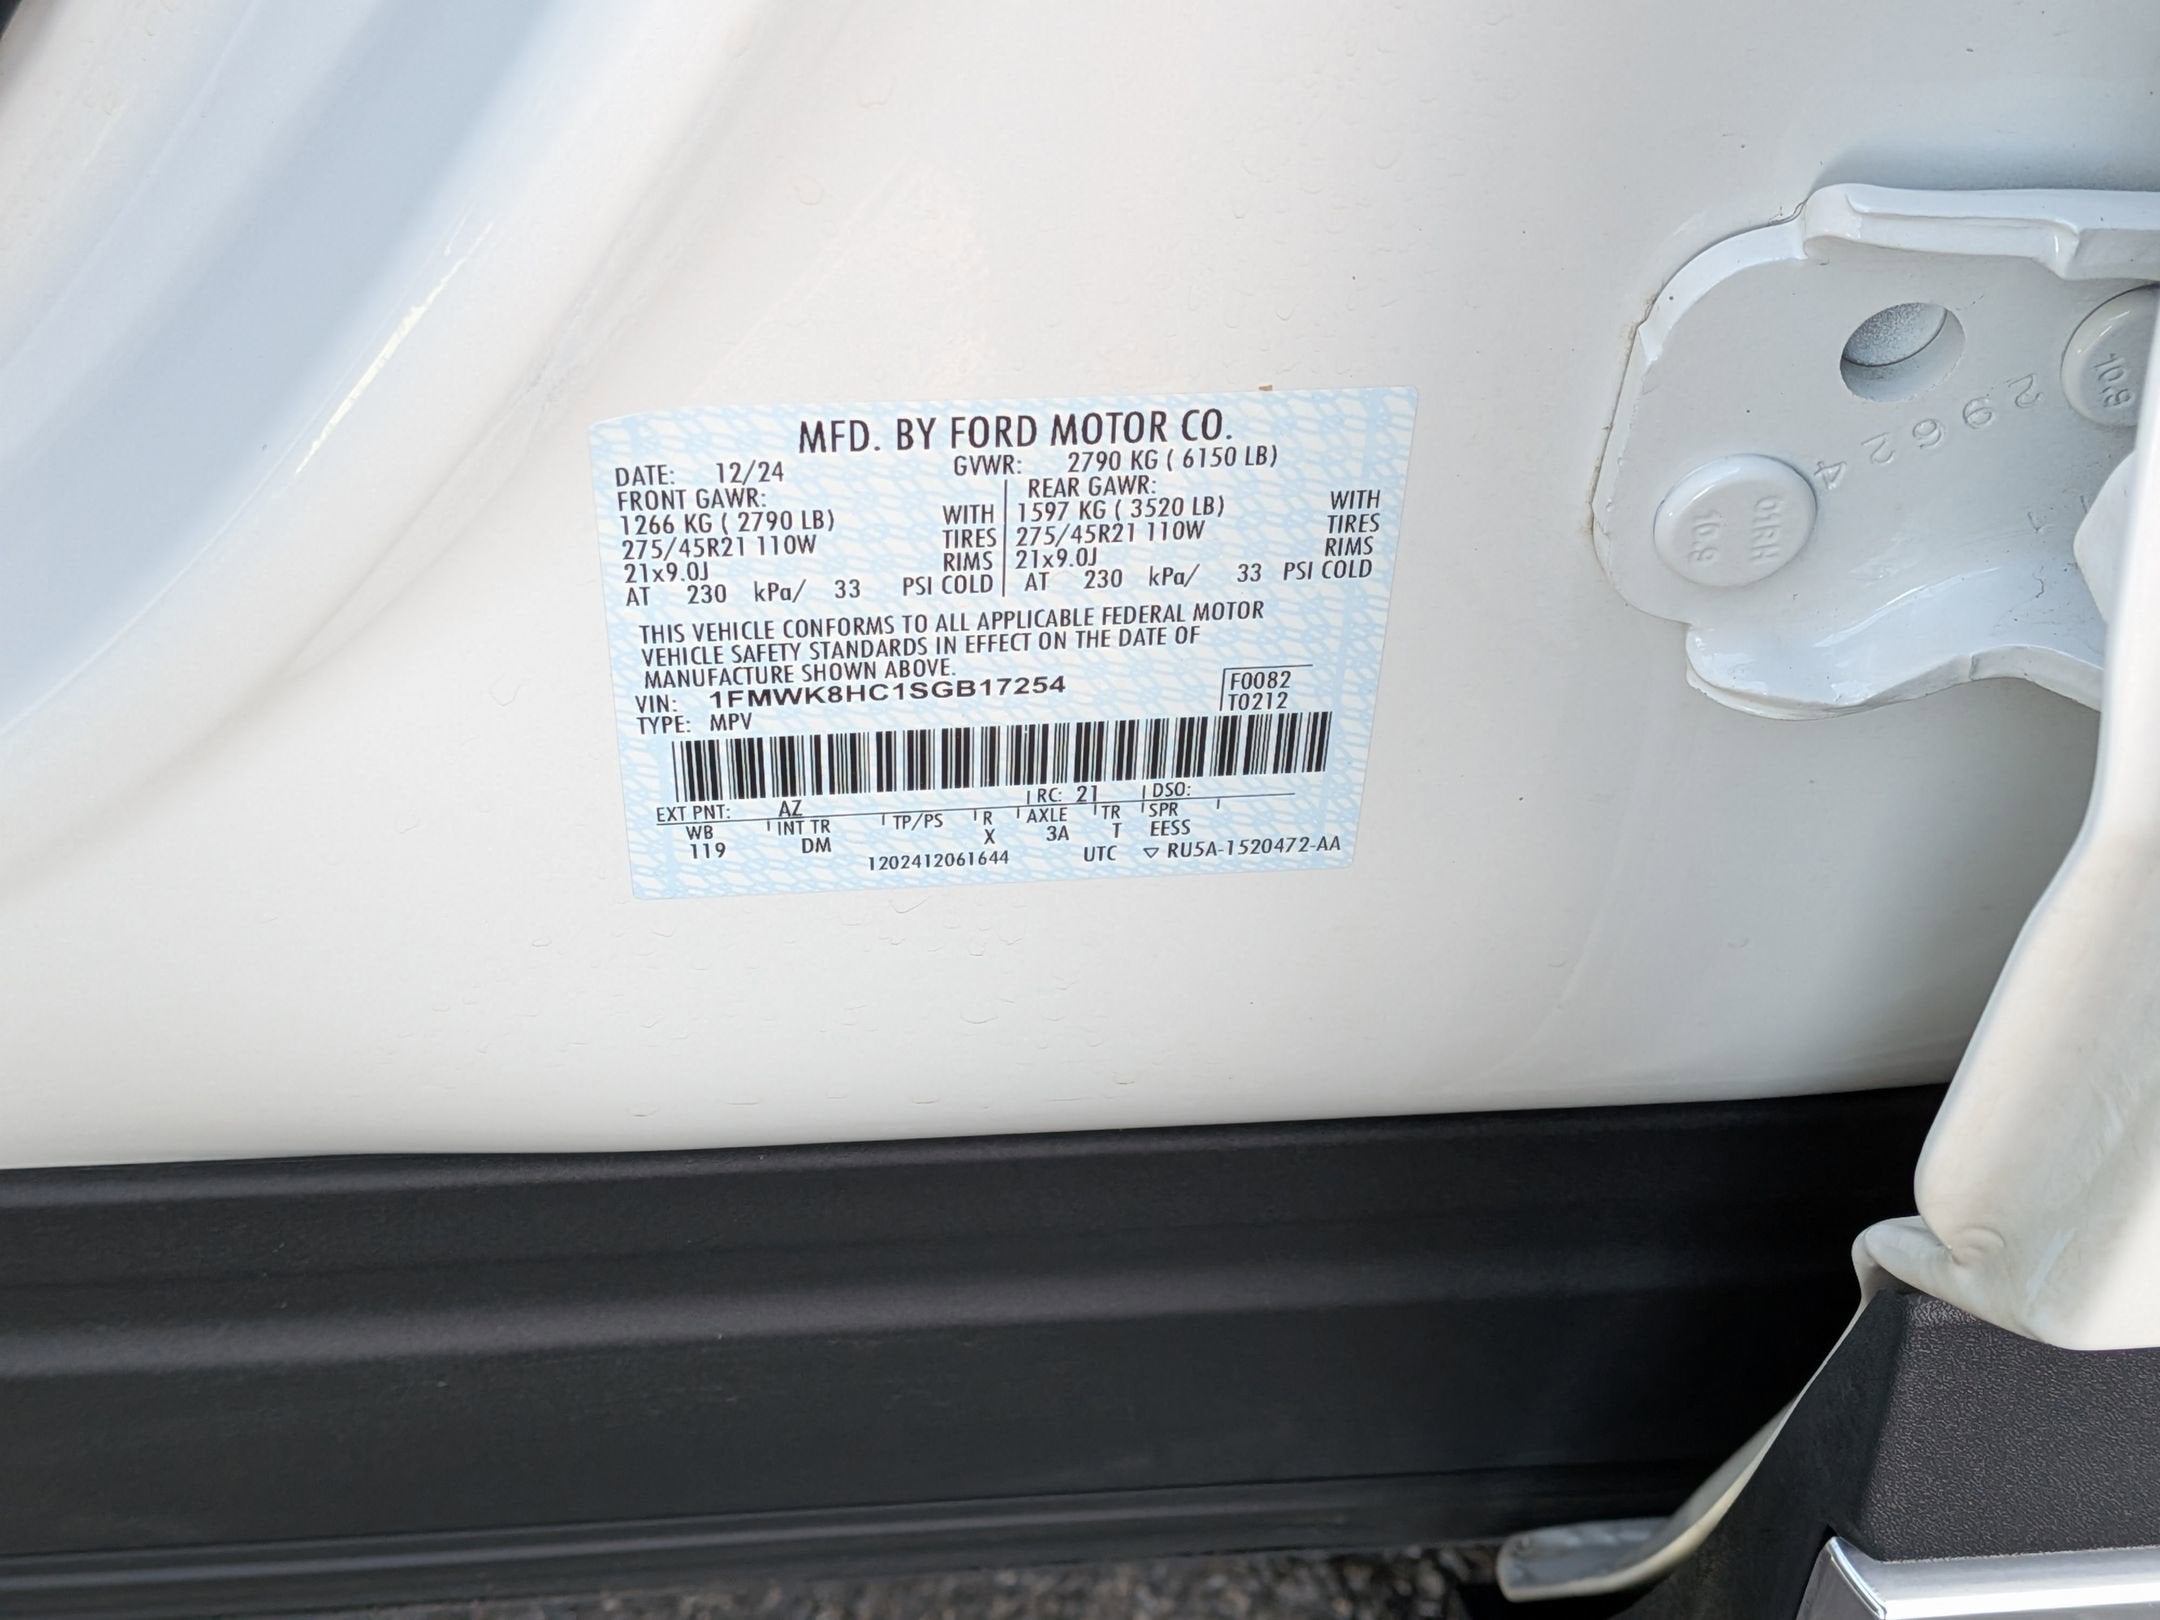 MFD. BY FORD MOTOR CO.
DATE: 12/24 GVWR: 2790 KG ( 6150 LB)
FRONT GAWR: REAR GAWR:
1266 KG ( 2790 LB) WITH 1597 KG ( 3520 LB) WITH
275/45R21 110W TIRES 275/45R21 110W TIRES
21x9.0J RIMS 21x9.0J RIMS
AT 230 kPa/ 33 PSI COLD AT 230 kPa/ 33 PSI COLD
THIS VEHICLE CONFORMS TO ALL APPLICABLE FEDERAL MOTOR
VEHICLE SAFETY STANDARDS IN EFFECT ON THE DATE OF
MANUFACTURE SHOWN ABOVE.
VIN: 1FMWK8HC1SGB17254 F0082
TYPE: MPV T0212
EXT PNT: AZ RC: 21 DSO:
WB INT TR TP/PS R AXLE TR SPR
119 DM X 3A T EESS
1202412061644 UTC ▽ RU5A-1520472-AA
29624
10.8
01RH
10.8